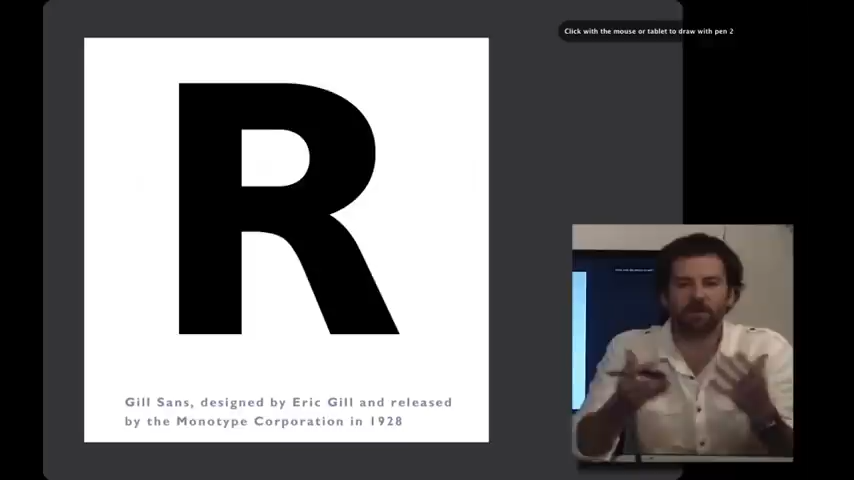 Click with the mouse or tablet to draw with pen 2
R
Gill Sans, designed by Eric Gill and released
by the Monotype Corporation in 1928